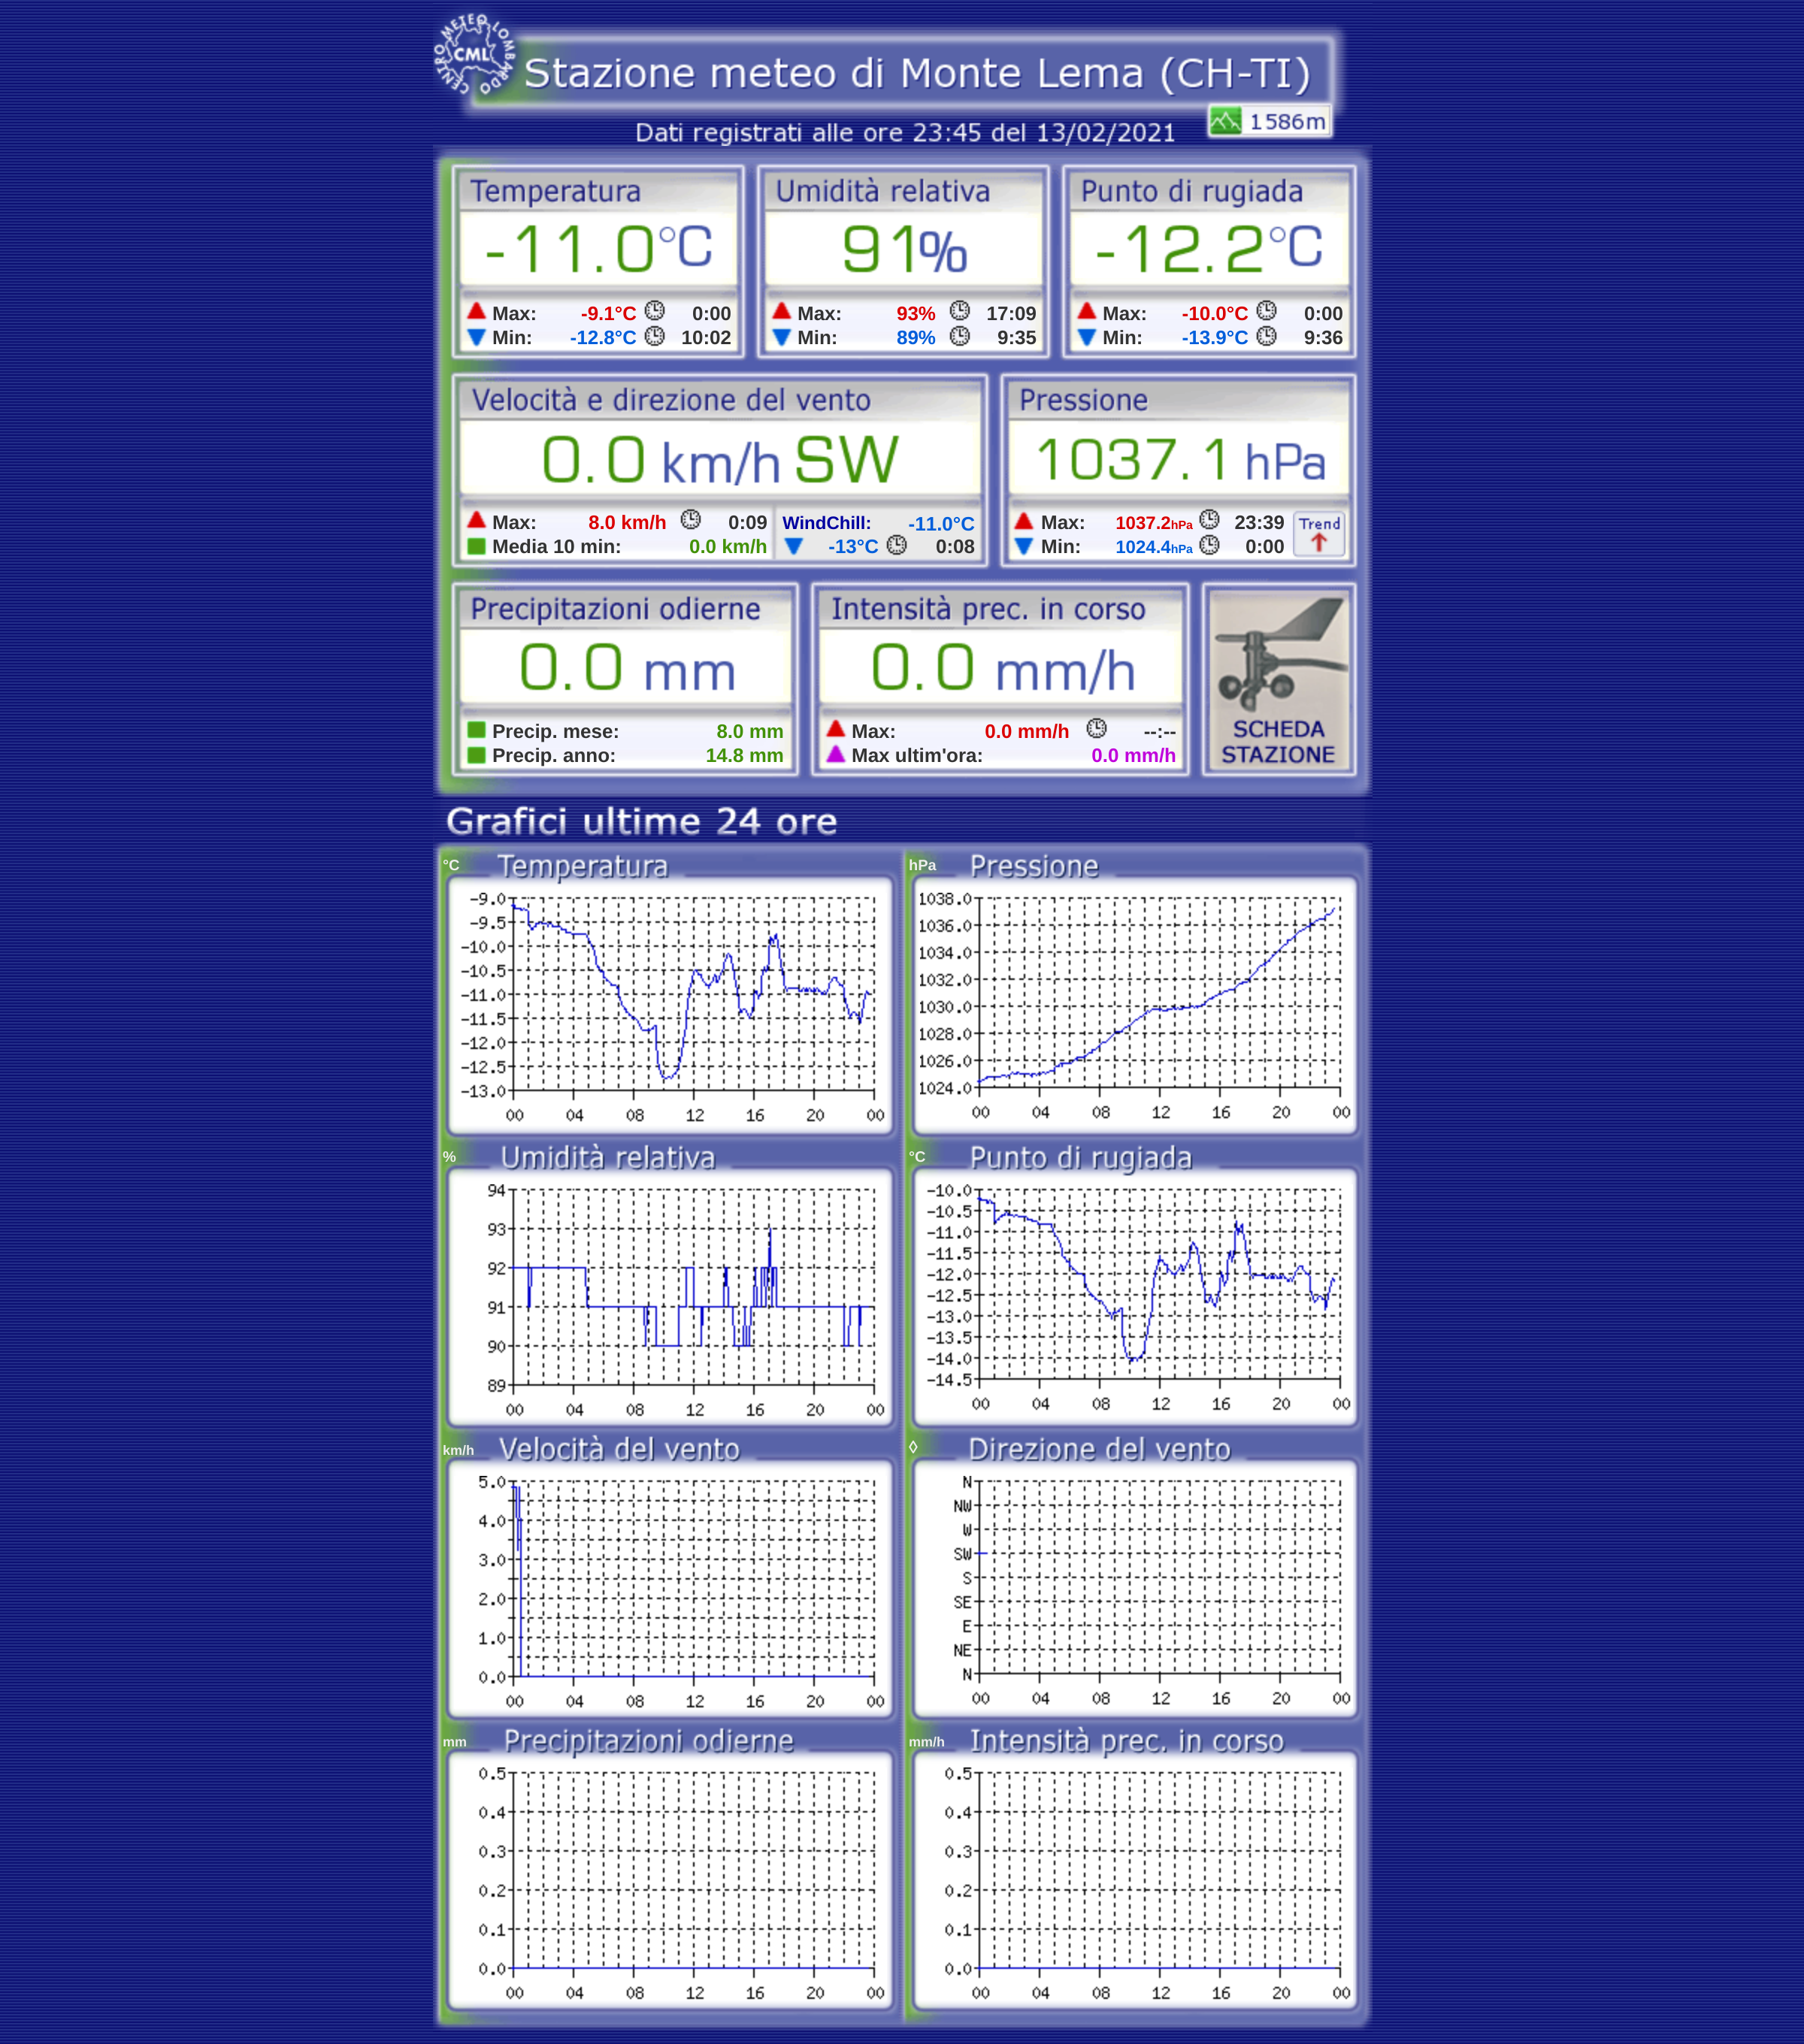 CENTRO METEO LOMBARDO
CML
Stazione meteo di Monte Lema (CH-TI)
1586m
Dati registrati alle ore 23:45 del 13/02/2021
Temperatura
-11.0°C
Max: -9.1°C 0:00
Min: -12.8°C 10:02
Umidità relativa
91%
Max: 93% 17:09
Min: 89% 9:35
Punto di rugiada
-12.2°C
Max: -10.0°C 0:00
Min: -13.9°C 9:36
Velocità e direzione del vento
0.0 km/h SW
Max: 8.0 km/h 0:09
Media 10 min: 0.0 km/h
WindChill: -11.0°C
-13°C 0:08
Pressione
1037.1 hPa
Max: 1037.2hPa 23:39
Min: 1024.4hPa 0:00
Trend
Precipitazioni odierne
0.0 mm
Precip. mese: 8.0 mm
Precip. anno: 14.8 mm
Intensità prec. in corso
0.0 mm/h
Max: 0.0 mm/h --:--
Max ultim'ora: 0.0 mm/h
SCHEDA
STAZIONE
Grafici ultime 24 ore
°C Temperatura
-9.0
-9.5
-10.0
-10.5
-11.0
-11.5
-12.0
-12.5
-13.0
00 04 08 12 16 20 00
hPa Pressione
1038.0
1036.0
1034.0
1032.0
1030.0
1028.0
1026.0
1024.0
00 04 08 12 16 20 00
% Umidità relativa
94
93
92
91
90
89
00 04 08 12 16 20 00
°C Punto di rugiada
-10.0
-10.5
-11.0
-11.5
-12.0
-12.5
-13.0
-13.5
-14.0
-14.5
00 04 08 12 16 20 00
km/h Velocità del vento
5.0
4.0
3.0
2.0
1.0
0.0
00 04 08 12 16 20 00
◊ Direzione del vento
N
NW
W
SW
S
SE
E
NE
N
00 04 08 12 16 20 00
mm Precipitazioni odierne
0.5
0.4
0.3
0.2
0.1
0.0
00 04 08 12 16 20 00
mm/h Intensità prec. in corso
0.5
0.4
0.3
0.2
0.1
0.0
00 04 08 12 16 20 00